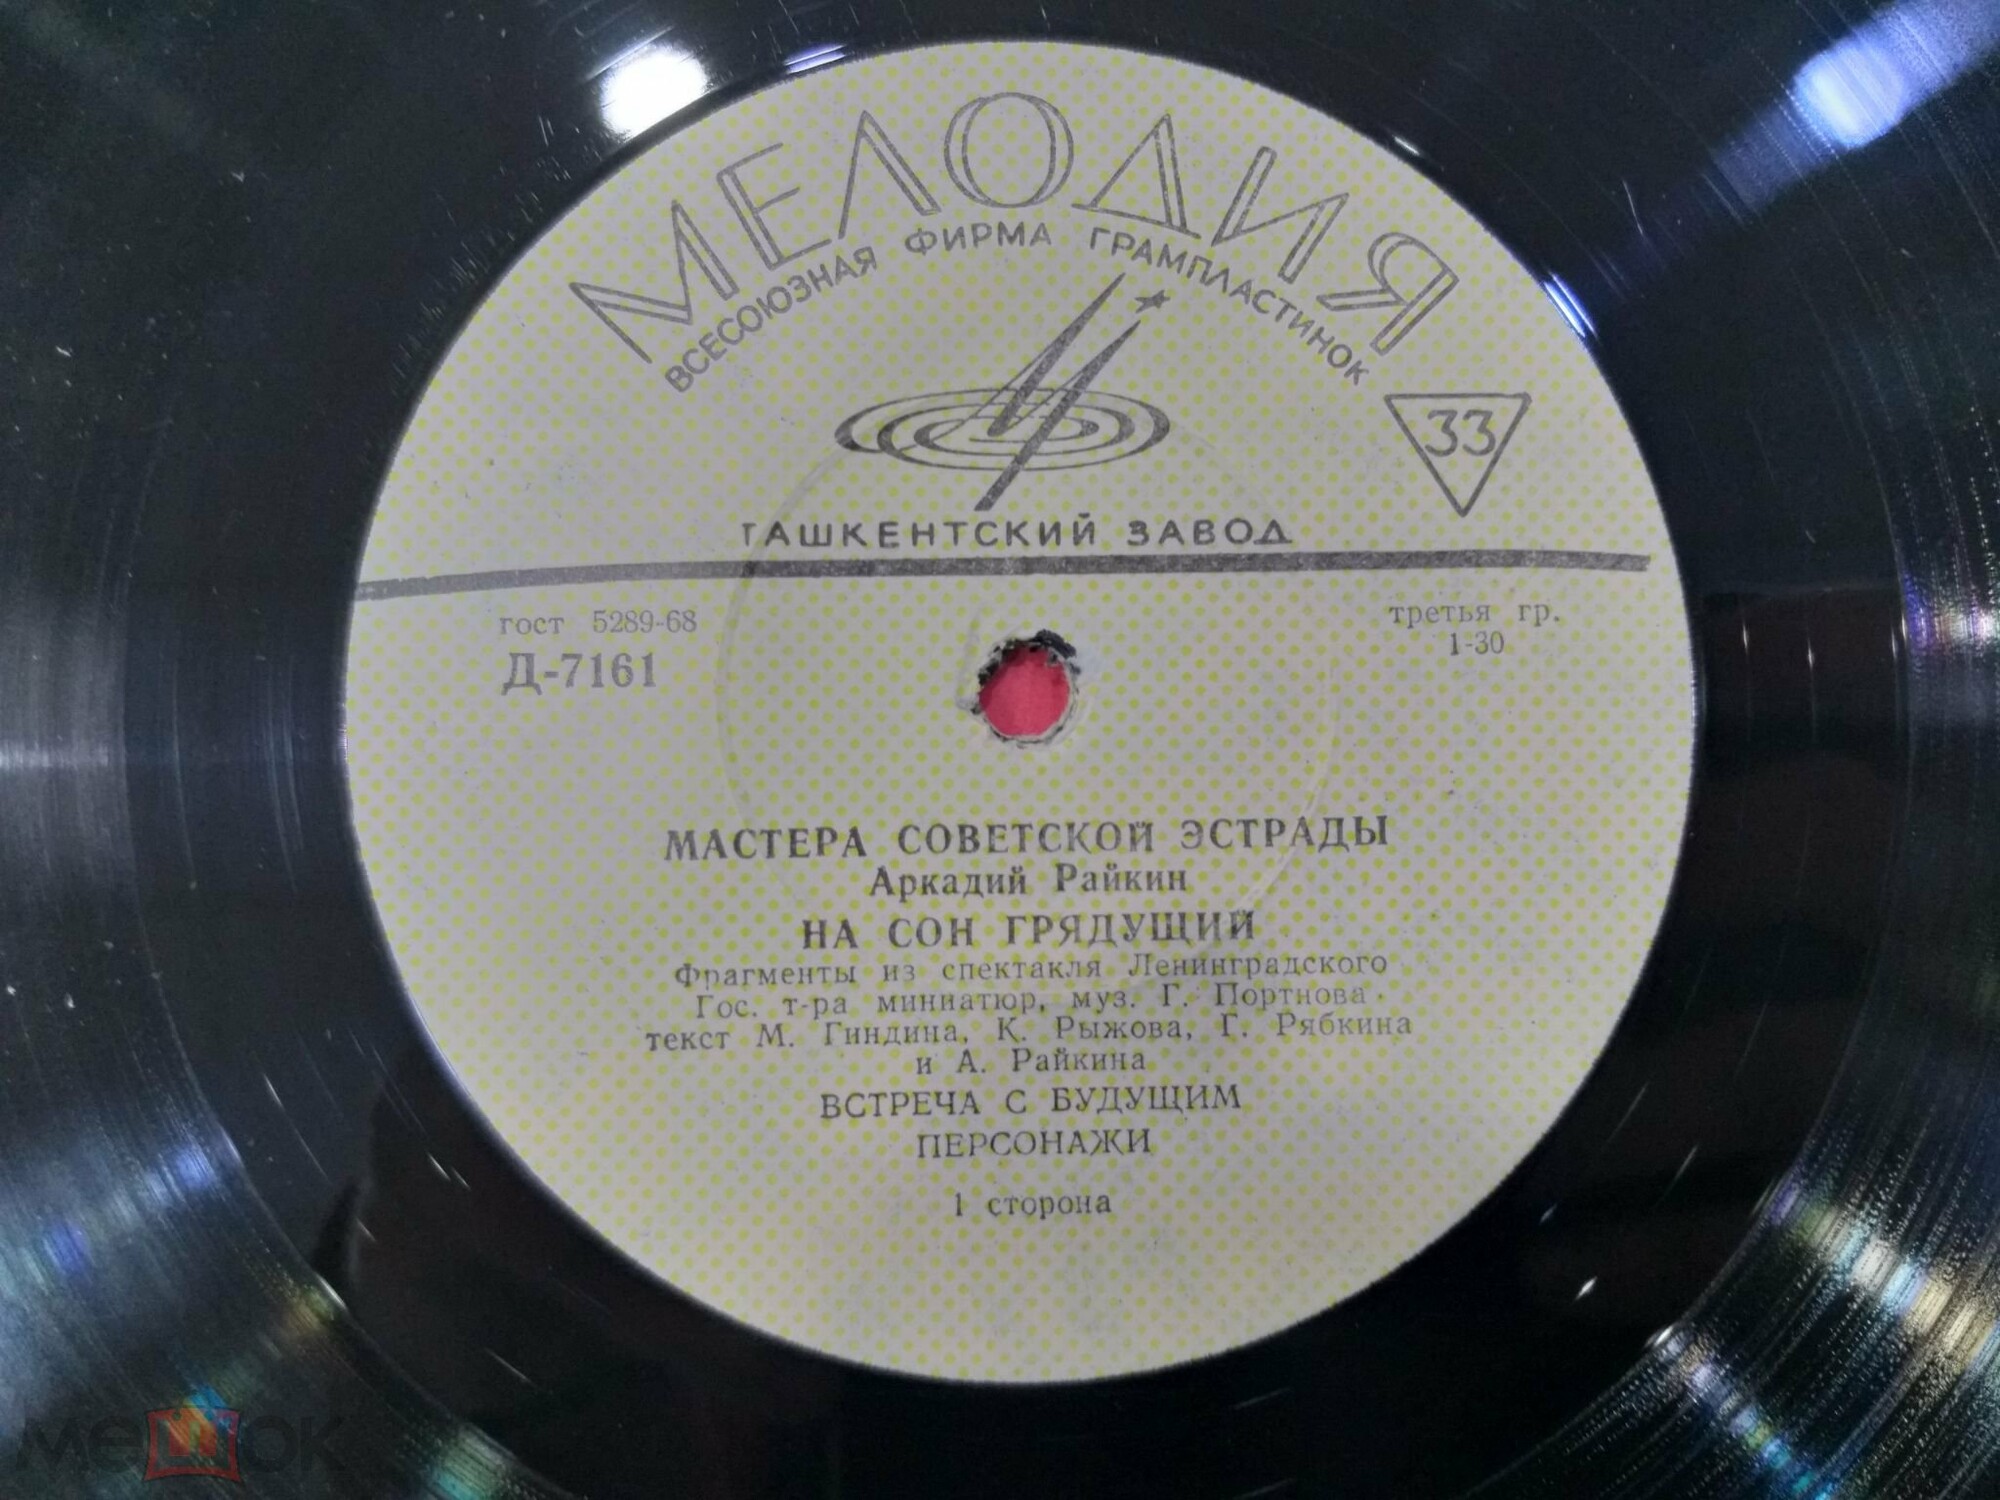 МЕЛОДИЯ
ВСЕСОЮЗНАЯ ФИРМА ГРАМПЛАСТИНОК
33
ТАШКЕНТСКИЙ ЗАВОД
гост 5289-68
третья гр.
Д-7161
1-30
МАСТЕРА СОВЕТСКОЙ ЭСТРАДЫ
Аркадий Райкин
НА СОН ГРЯДУЩИЙ
Фрагменты из спектакля Ленинградского
Гос. т-ра миниатюр, муз. Г. Портнова
текст М. Гиндина, К. Рыжова, Г. Рябкина
и А. Райкина
ВСТРЕЧА С БУДУЩИМ
ПЕРСОНАЖИ
1 сторона
мешок